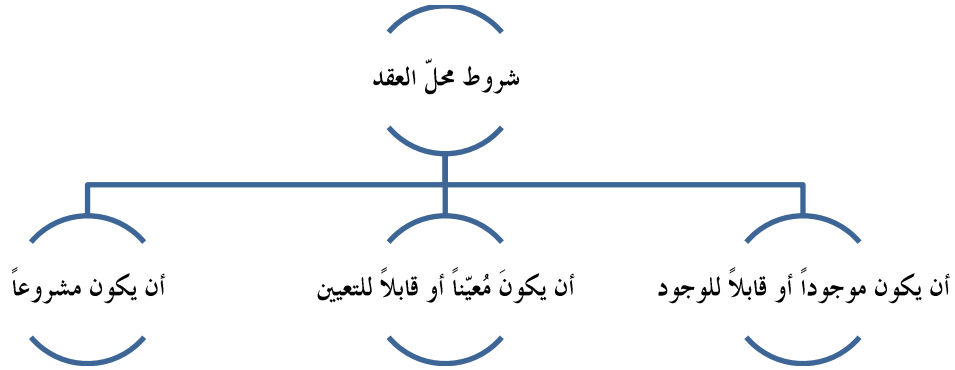 شروط محلّ العقد
أن يكون موجوداً أو قابلاً للوجود
أن يكونَ مُعيّناً أو قابلاً للتعيين
أن يكون مشروعاً